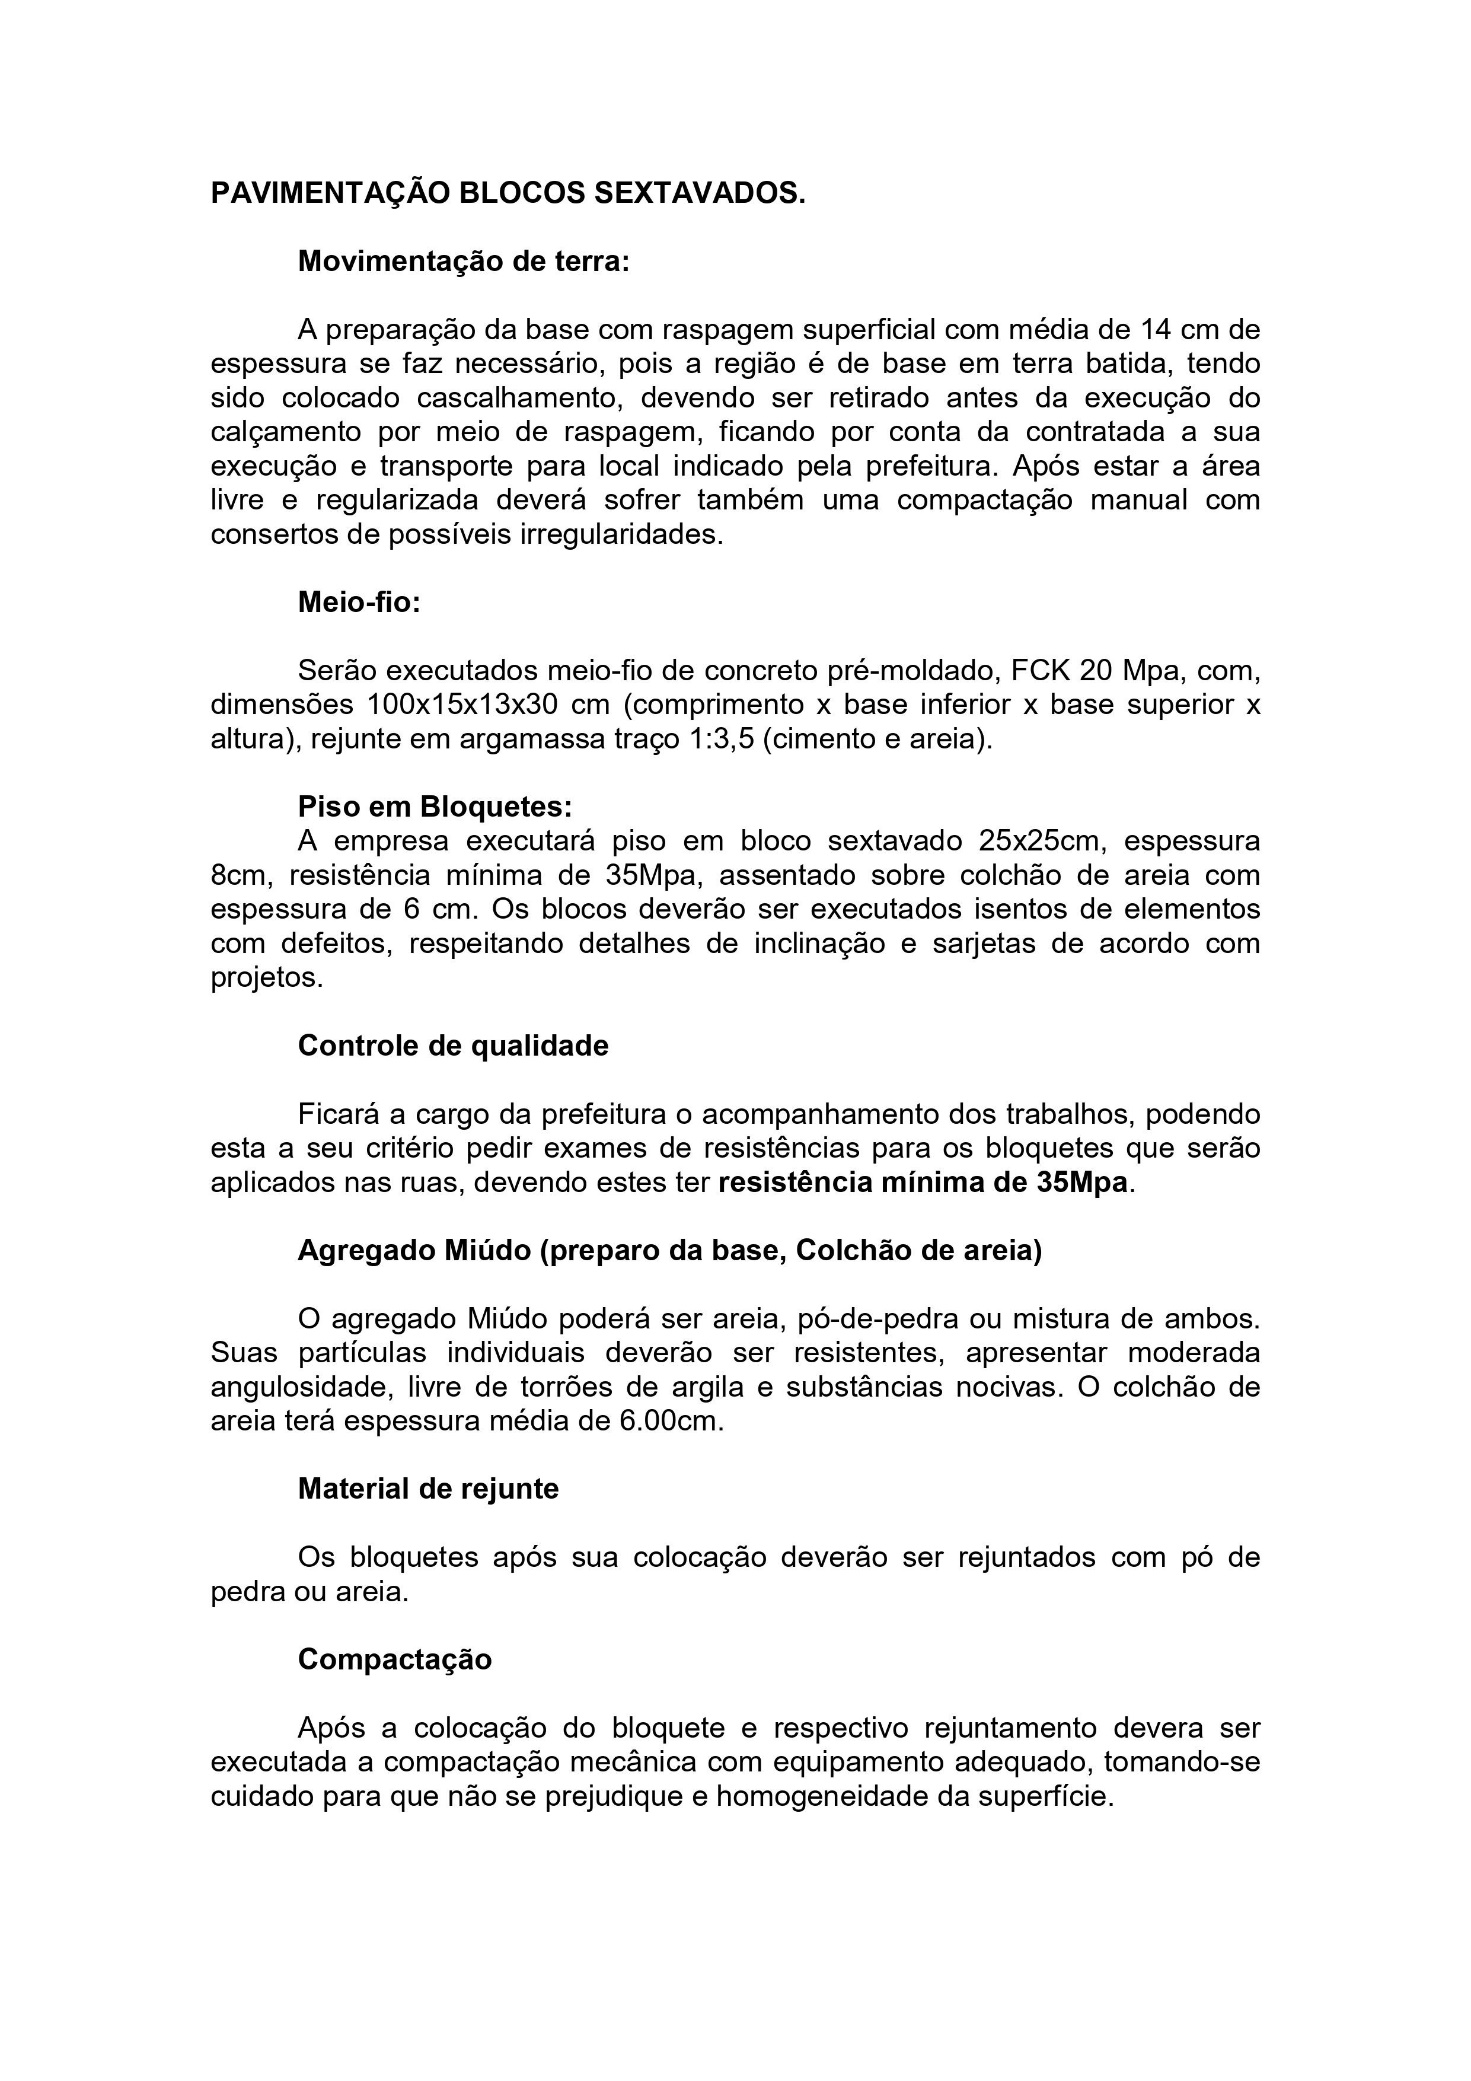 PAVIMENTAÇÃO BLOCOS SEXTAVADOS.
Movimentação de terra:
A preparação da base com raspagem superficial com média de 14 cm de
espessura se faz necessário, pois a região é de base em terra batida, tendo
sido colocado cascalhamento, devendo ser retirado antes da execução do
calçamento por meio de raspagem, ficando por conta da contratada a sua
execução e transporte para local indicado pela prefeitura. Após estar a área
livre e regularizada deverá sofrer também uma compactação manual com
consertos de possíveis irregularidades.
Meio-fio:
Serão executados meio-fio de concreto pré-moldado, FCK 20 Mpa, com,
dimensões 100x15x13x30 cm (comprimento x base inferior x base superior x
altura), rejunte em argamassa traço 1:3,5 (cimento e areia).
Piso em Bloquetes:
A empresa executará piso em bloco sextavado 25x25cm, espessura
8cm, resistência mínima de 35Mpa, assentado sobre colchão de areia com
espessura de 6 cm. Os blocos deverão ser executados isentos de elementos
com defeitos, respeitando detalhes de inclinação e sarjetas de acordo com
projetos.
Controle de qualidade
Ficará a cargo da prefeitura o acompanhamento dos trabalhos, podendo
esta a seu critério pedir exames de resistências para os bloquetes que serão
aplicados nas ruas, devendo estes ter resistência mínima de 35Mpa.
Agregado Miúdo (preparo da base, Colchão de areia)
O agregado Miúdo poderá ser areia, pó-de-pedra ou mistura de ambos.
Suas partículas individuais deverão ser resistentes, apresentar moderada
angulosidade, livre de torrões de argila e substâncias nocivas. O colchão de
areia terá espessura média de 6.00cm.
Material de rejunte
Os bloquetes após sua colocação deverão ser rejuntados com pó de
pedra ou areia.
Compactação
Após a colocação do bloquete e respectivo rejuntamento devera ser
executada a compactação mecânica com equipamento adequado, tomando-se
cuidado para que não se prejudique e homogeneidade da superfície.